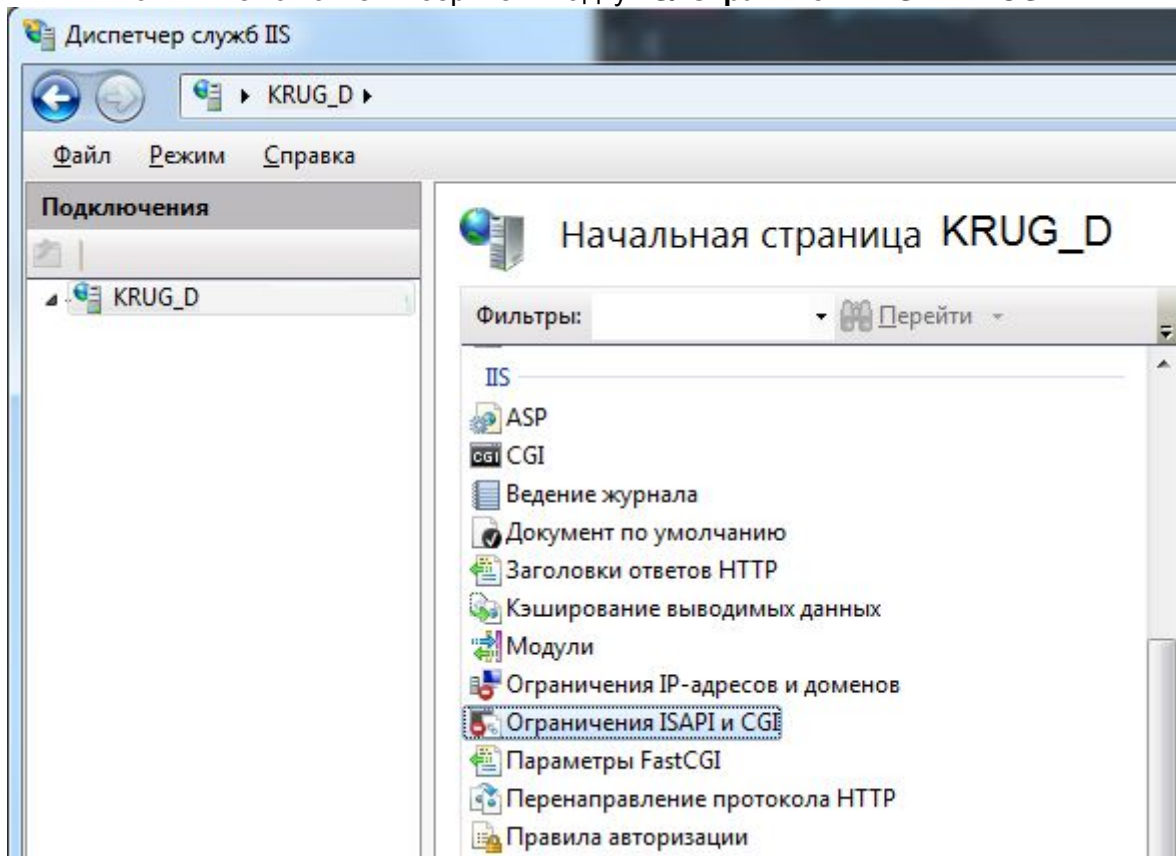 Диспетчер служб IIS
KRUG_D
Файл Режим Справка
Подключения
KRUG_D
Начальная страница KRUG_D
Фильтры: Перейти
IIS
ASP
CGI CGI
Ведение журнала
Документ по умолчанию
Заголовки ответов HTTP
Кэширование выводимых данных
Модули
Ограничения IP-адресов и доменов
Ограничения ISAPI и CGI
Параметры FastCGI
Перенаправление протокола HTTP
Правила авторизации